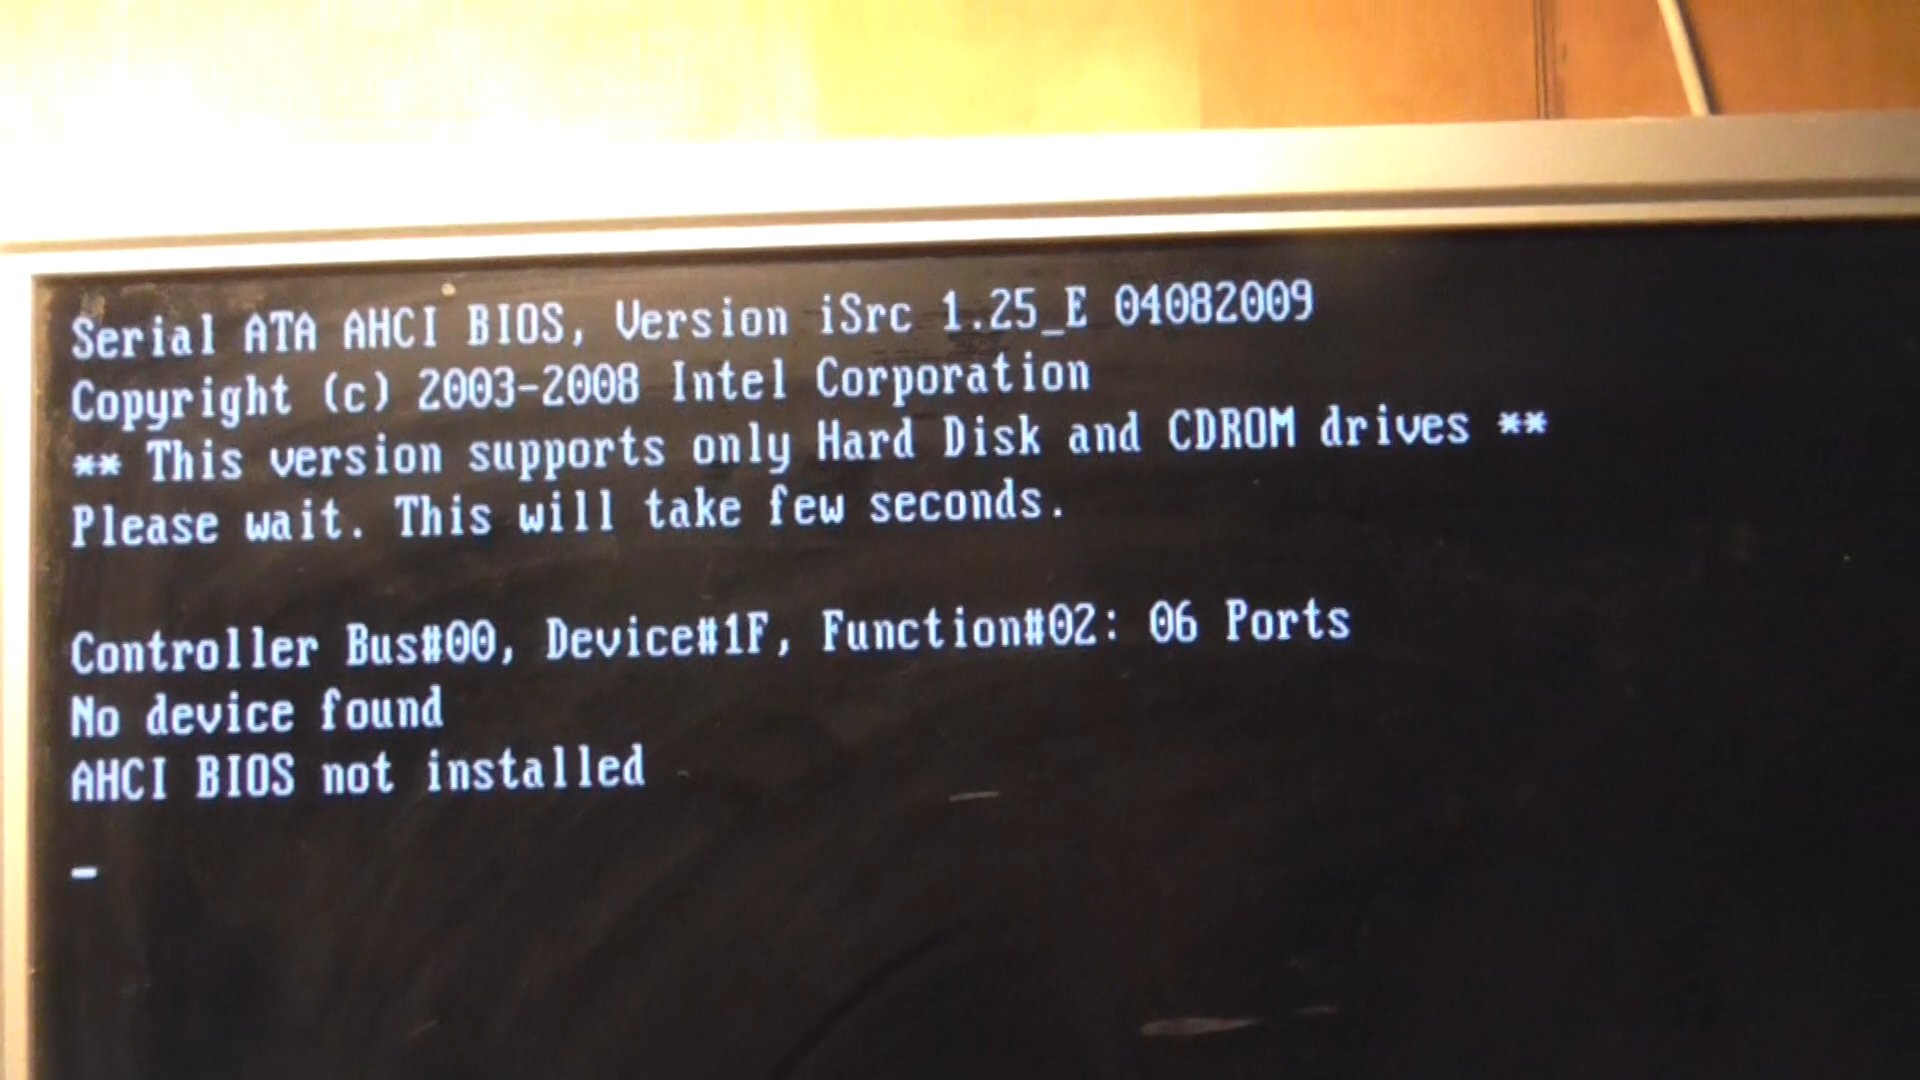 Serial ATA AHCI BIOS, Version iSrc 1.25_E 04082009
Copyright (c) 2003-2008 Intel Corporation
** This version supports only Hard Disk and CDROM drives **
Please wait. This will take few seconds.
Controller Bus#00, Device#1F, Function#02: 06 Ports
No device found
AHCI BIOS not installed
_